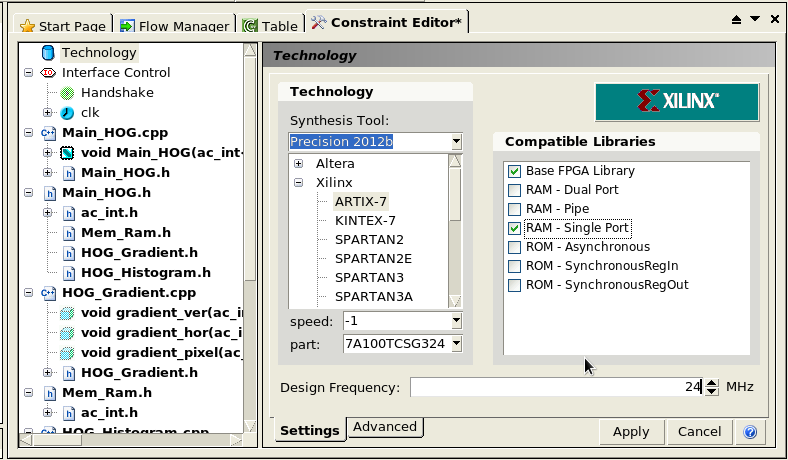 Start Page
Flow Manager
Table
Constraint Editor*
Technology
Interface Control
Handshake
clk
Main_HOG.cpp
void Main_HOG(ac_int
Main_HOG.h
Main_HOG.h
ac_int.h
Mem_Ram.h
HOG_Gradient.h
HOG_Histogram.h
HOG_Gradient.cpp
void gradient_ver(ac_i
void gradient_hor(ac_i
void gradient_pixel(ac_
HOG_Gradient.h
Mem_Ram.h
ac_int.h
HOG_Histogram.cpp
Technology
Technology
Synthesis Tool:
Precision 2012b
Altera
Xilinx
ARTIX-7
KINTEX-7
SPARTAN2
SPARTAN2E
SPARTAN3
SPARTAN3A
speed: -1
part: 7A100TCSG324
XILINX®
Compatible Libraries
Base FPGA Library
RAM - Dual Port
RAM - Pipe
RAM - Single Port
ROM - Asynchronous
ROM - SynchronousRegIn
ROM - SynchronousRegOut
Design Frequency: 24 MHz
Settings
Advanced
Apply
Cancel